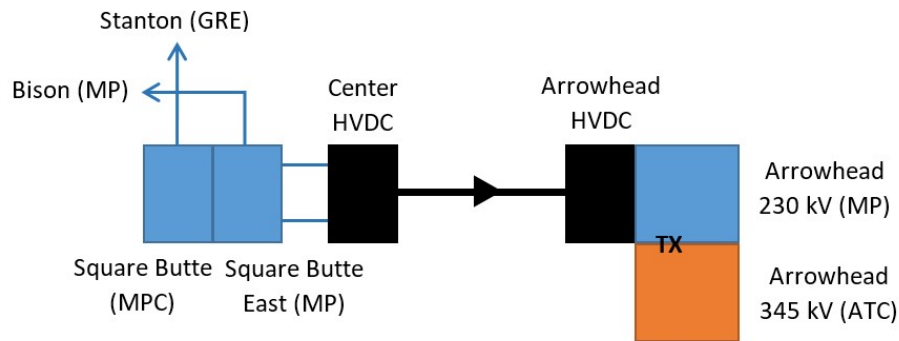 Stanton (GRE)
Bison (MP)
Center
HVDC
Arrowhead
HVDC
Arrowhead
230 kV (MP)
TX
Square Butte
(MPC)
Square Butte
East (MP)
Arrowhead
345 kV (ATC)